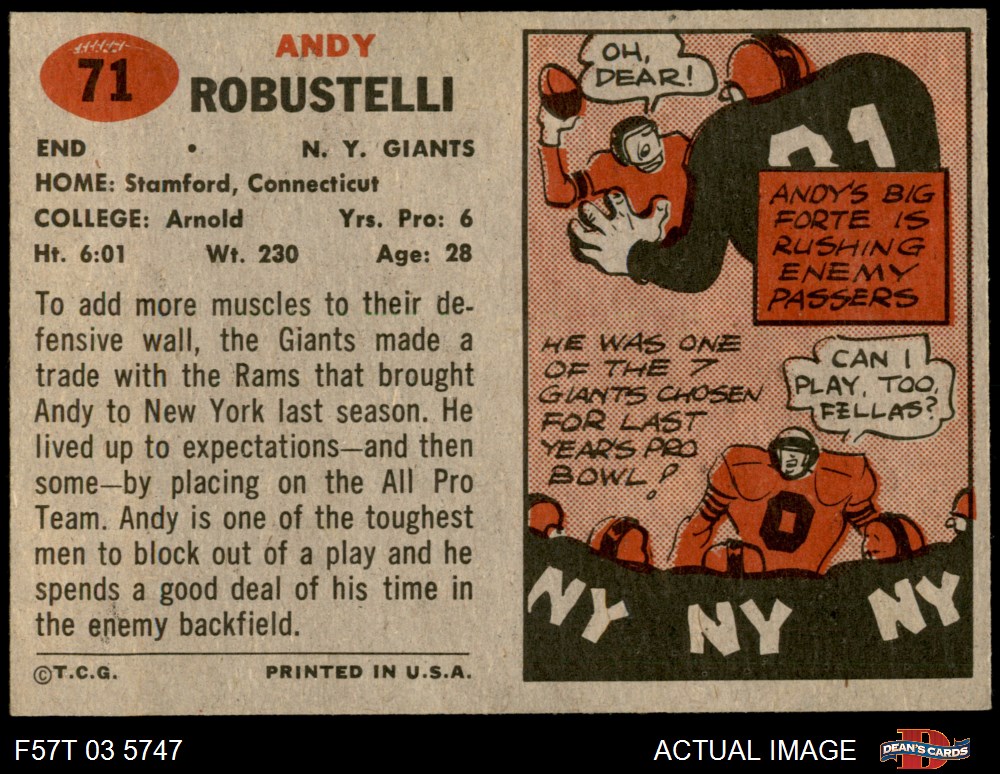 71
ANDY
ROBUSTELLI
END • N. Y. GIANTS
HOME: Stamford, Connecticut
COLLEGE: Arnold Yrs. Pro: 6
Ht. 6:01 Wt. 230 Age: 28
To add more muscles to their de-
fensive wall, the Giants made a
trade with the Rams that brought
Andy to New York last season. He
lived up to expectations—and then
some—by placing on the All Pro
Team. Andy is one of the toughest
men to block out of a play and he
spends a good deal of his time in
the enemy backfield.
©T.C.G. PRINTED IN U.S.A.
OH,
DEAR!
81
ANDY'S BIG
FORTE IS
RUSHING
ENEMY
PASSERS
HE WAS ONE
OF THE 7
GIANTS CHOSEN
FOR LAST
YEAR'S PRO
BOWL!
CAN I
PLAY, TOO,
FELLAS?
0
NY NY NY
F57T 03 5747 ACTUAL IMAGE DEAN'S CARDS